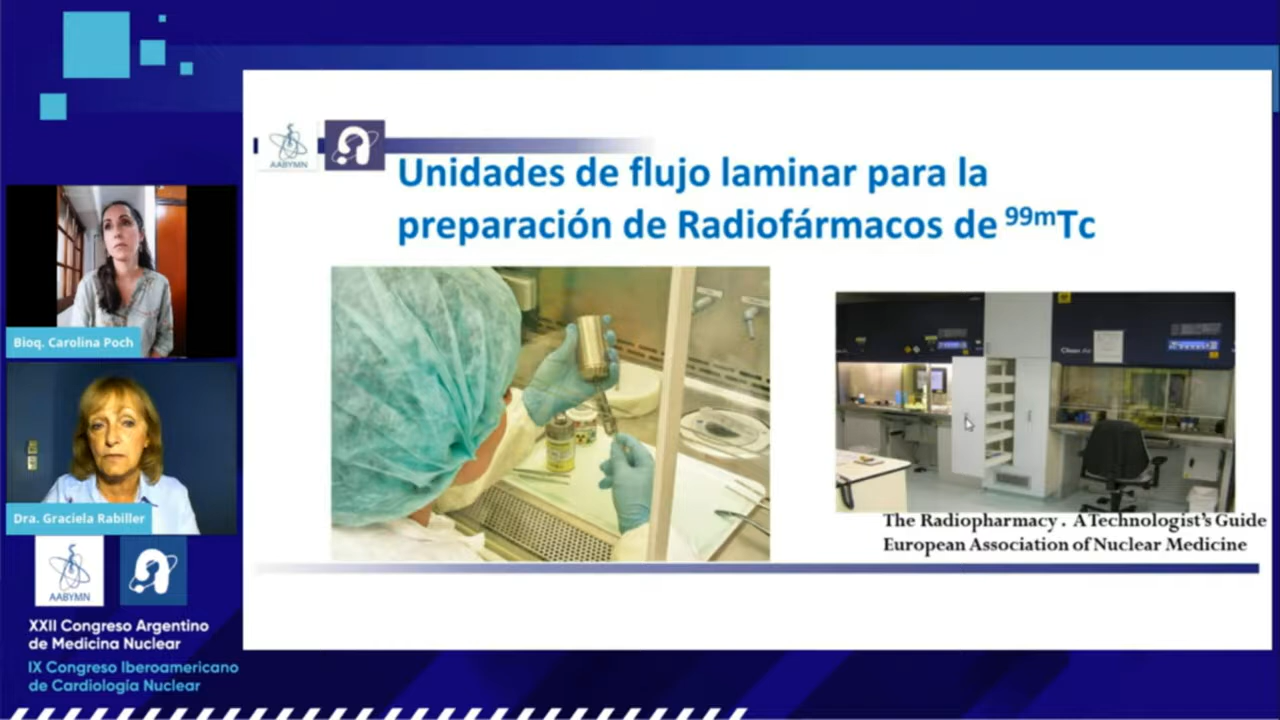 AABYMN
Unidades de flujo laminar para la
preparación de Radiofármacos de 99mTc
Clean Air
The Radiopharmacy . A Technologist's Guide
European Association of Nuclear Medicine
Bioq. Carolina Poch
Dra. Graciela Rabiller
AABYMN
XXII Congreso Argentino
de Medicina Nuclear
IX Congreso Iberoamericano
de Cardiología Nuclear